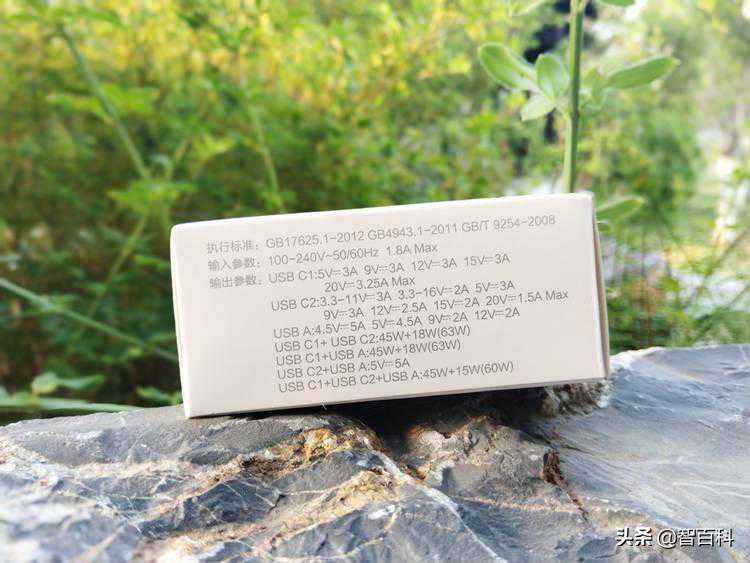 执行标准：GB17625.1-2012 GB4943.1-2011 GB/T 9254-2008
输入参数：100-240V~50/60Hz 1.8A Max
输出参数：USB C1:5V⎓3A 9V⎓3A 12V⎓3A 15V⎓3A
20V⎓3.25A Max
USB C2:3.3-11V⎓3A 3.3-16V⎓2A 5V⎓3A
9V⎓3A 12V⎓2.5A 15V⎓2A 20V⎓1.5A Max
USB A:4.5V⎓5A 5V⎓4.5A 9V⎓2A 12V⎓2A
USB C1+ USB C2:45W+18W(63W)
USB C1+USB A:45W+18W(63W)
USB C2+USB A:5V⎓5A
USB C1+USB C2+USB A:45W+15W(60W)
头条 @智百科